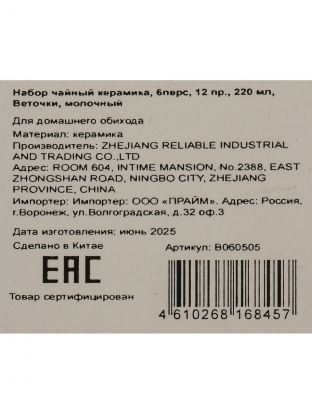 Набор чайный керамика, 6перс, 12 пр., 220 мл,
Веточки, молочный
Для домашнего обихода
Материал: керамика
Производитель: ZHEJIANG RELIABLE INDUSTRIAL
AND TRADING CO.,LTD
Адрес: ROOM 604, INTIME MANSION, No.2388, EAST
ZHONGSHAN ROAD, NINGBO CITY, ZHEJIANG
PROVINCE, CHINA
Импортер: Импортер: ООО «ПРАЙМ». Адрес: Россия,
г.Воронеж, ул.Волгоградская, д.32 оф.3
Дата изготовления: июнь 2025
Сделано в Китае
Артикул: B060505
EAC
Товар сертифицирован
4 610268 168457